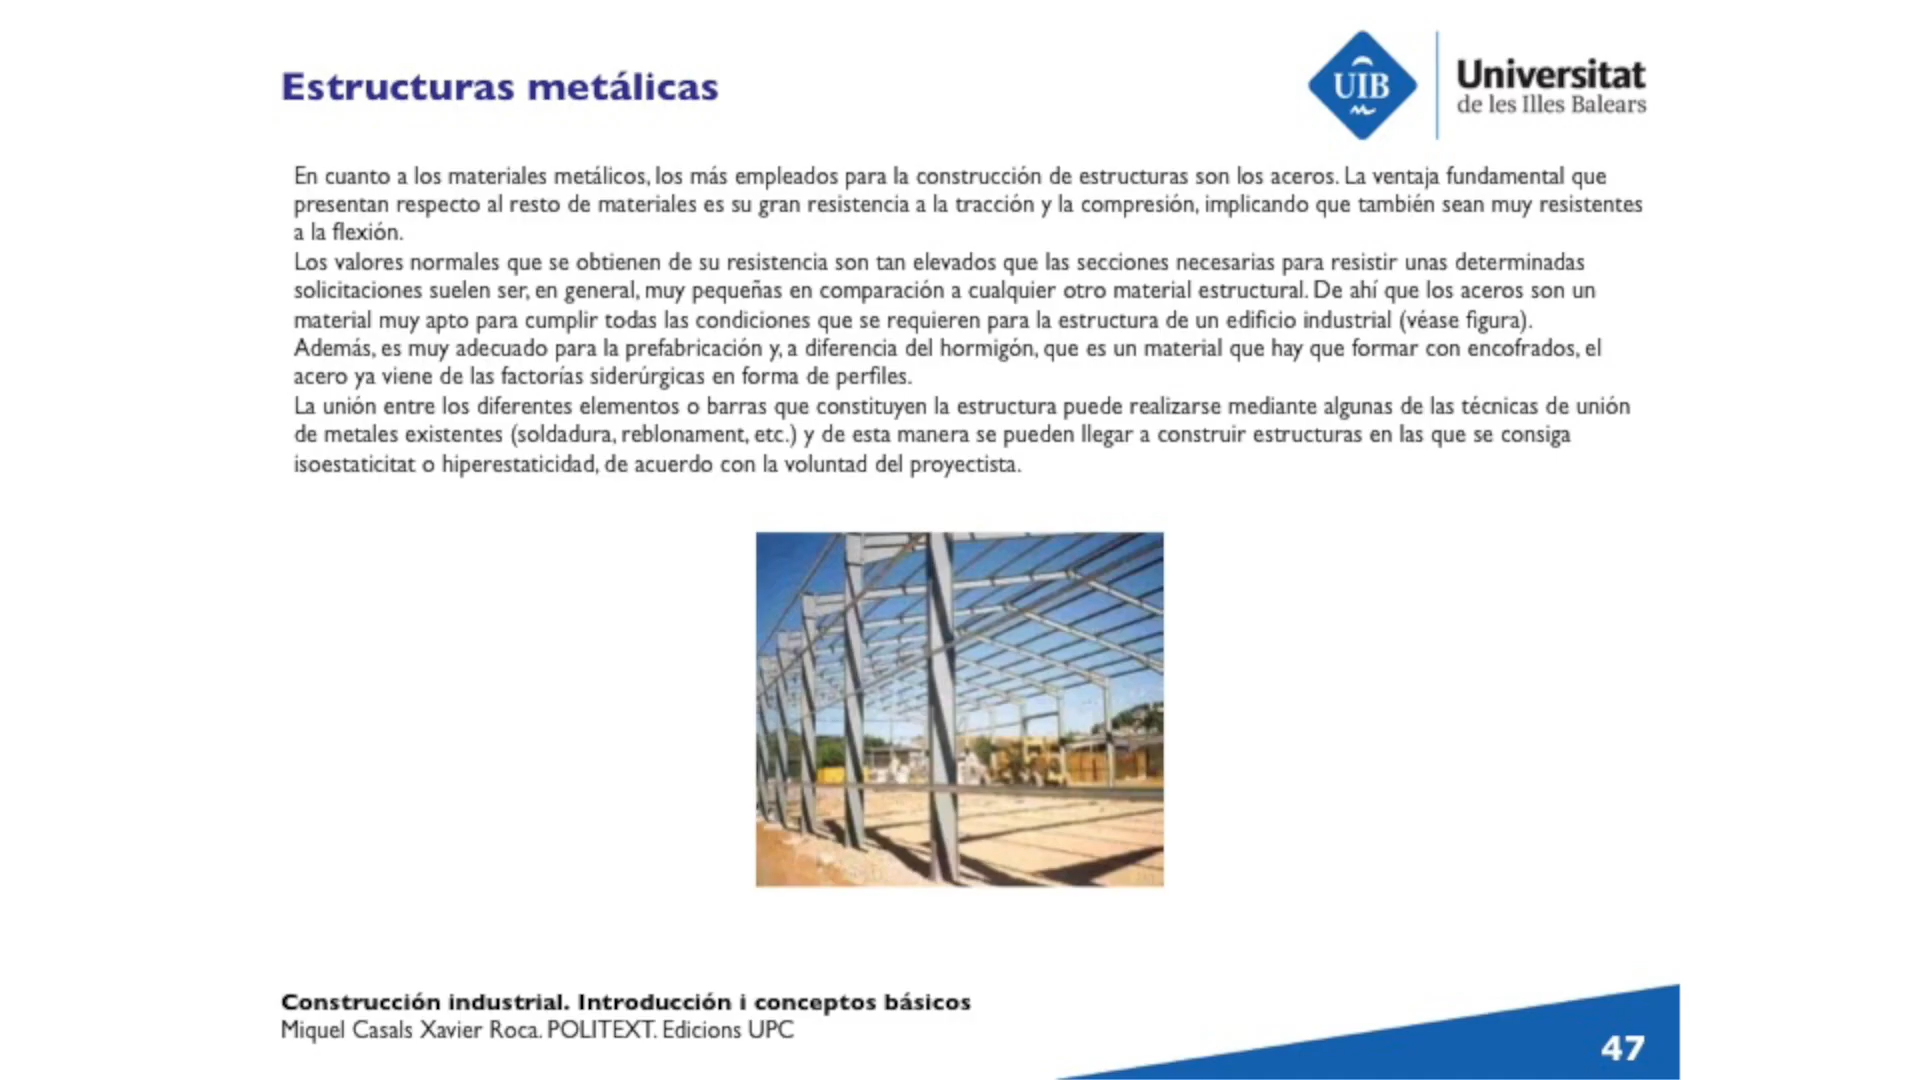 Estructuras metálicas
UIB
Universitat
de les Illes Balears
En cuanto a los materiales metálicos, los más empleados para la construcción de estructuras son los aceros. La ventaja fundamental que
presentan respecto al resto de materiales es su gran resistencia a la tracción y la compresión, implicando que también sean muy resistentes
a la flexión.
Los valores normales que se obtienen de su resistencia son tan elevados que las secciones necesarias para resistir unas determinadas
solicitaciones suelen ser, en general, muy pequeñas en comparación a cualquier otro material estructural. De ahí que los aceros son un
material muy apto para cumplir todas las condiciones que se requieren para la estructura de un edificio industrial (véase figura).
Además, es muy adecuado para la prefabricación y, a diferencia del hormigón, que es un material que hay que formar con encofrados, el
acero ya viene de las factorías siderúrgicas en forma de perfiles.
La unión entre los diferentes elementos o barras que constituyen la estructura puede realizarse mediante algunas de las técnicas de unión
de metales existentes (soldadura, reblonament, etc.) y de esta manera se pueden llegar a construir estructuras en las que se consiga
isoestaticitat o hiperestaticidad, de acuerdo con la voluntad del proyectista.
Construcción industrial. Introducción i conceptos básicos
Miquel Casals Xavier Roca. POLITEXT. Edicions UPC
47